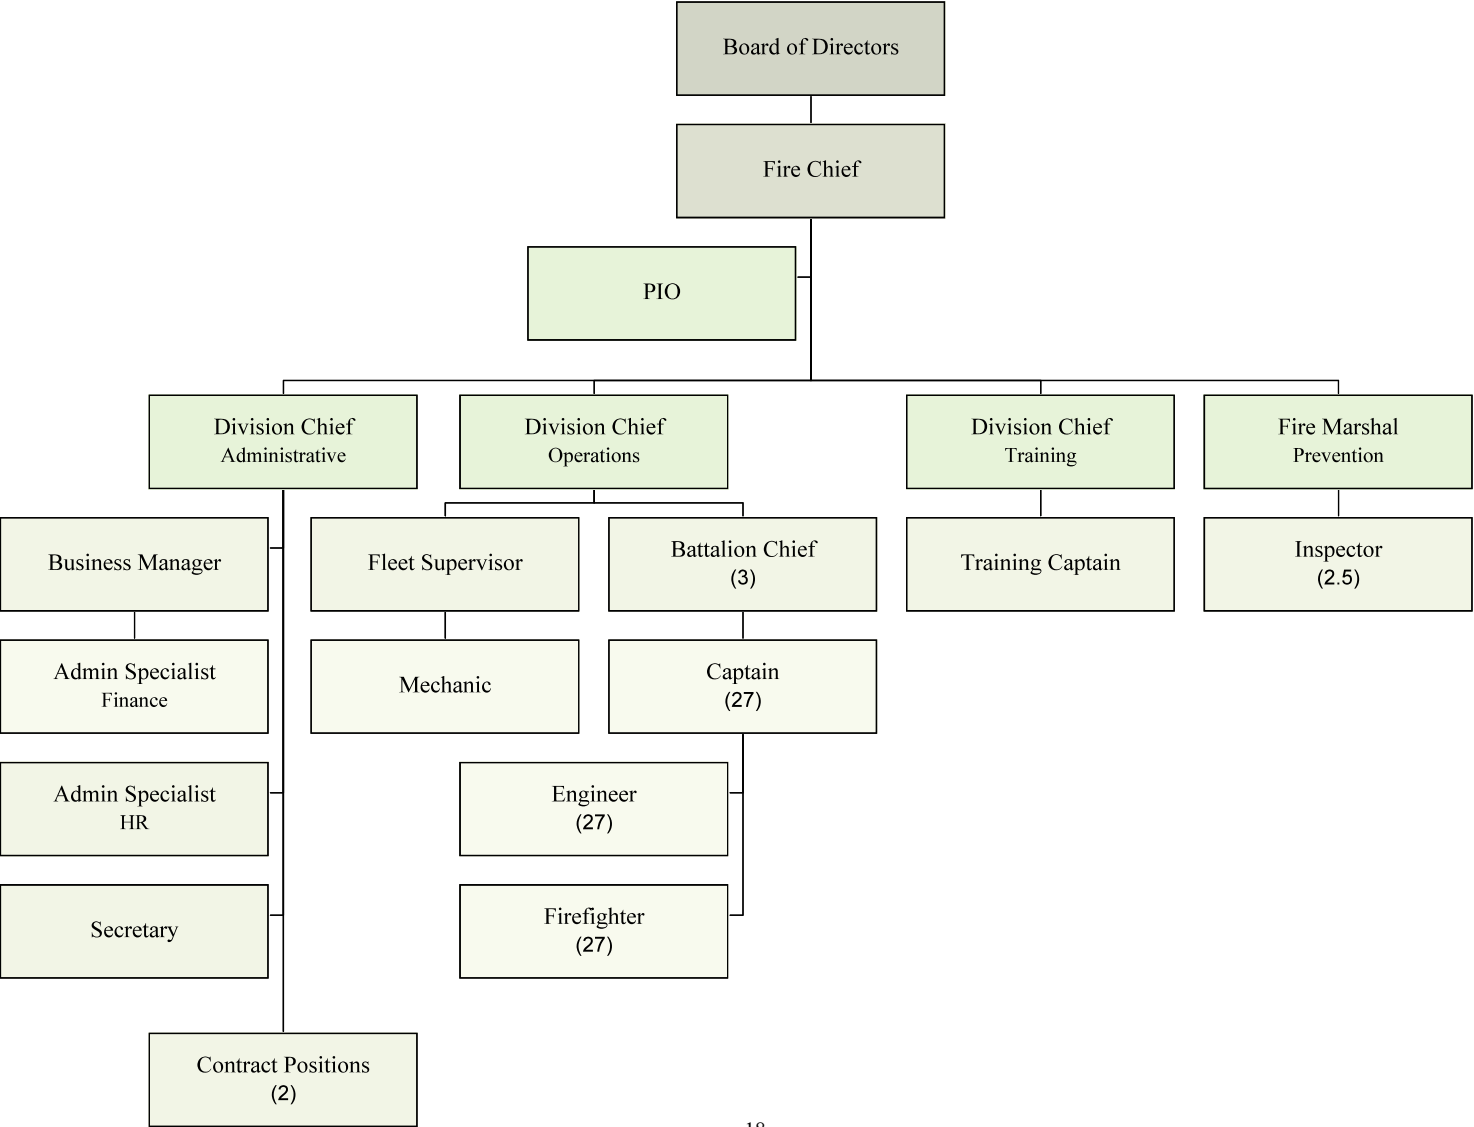 Board of Directors
Fire Chief
PIO
Division Chief
Administrative
Division Chief
Operations
Division Chief
Training
Fire Marshal
Prevention
Business Manager
Fleet Supervisor
Battalion Chief
(3)
Training Captain
Inspector
(2.5)
Admin Specialist
Finance
Mechanic
Captain
(27)
Admin Specialist
HR
Engineer
(27)
Secretary
Firefighter
(27)
Contract Positions
(2)
18